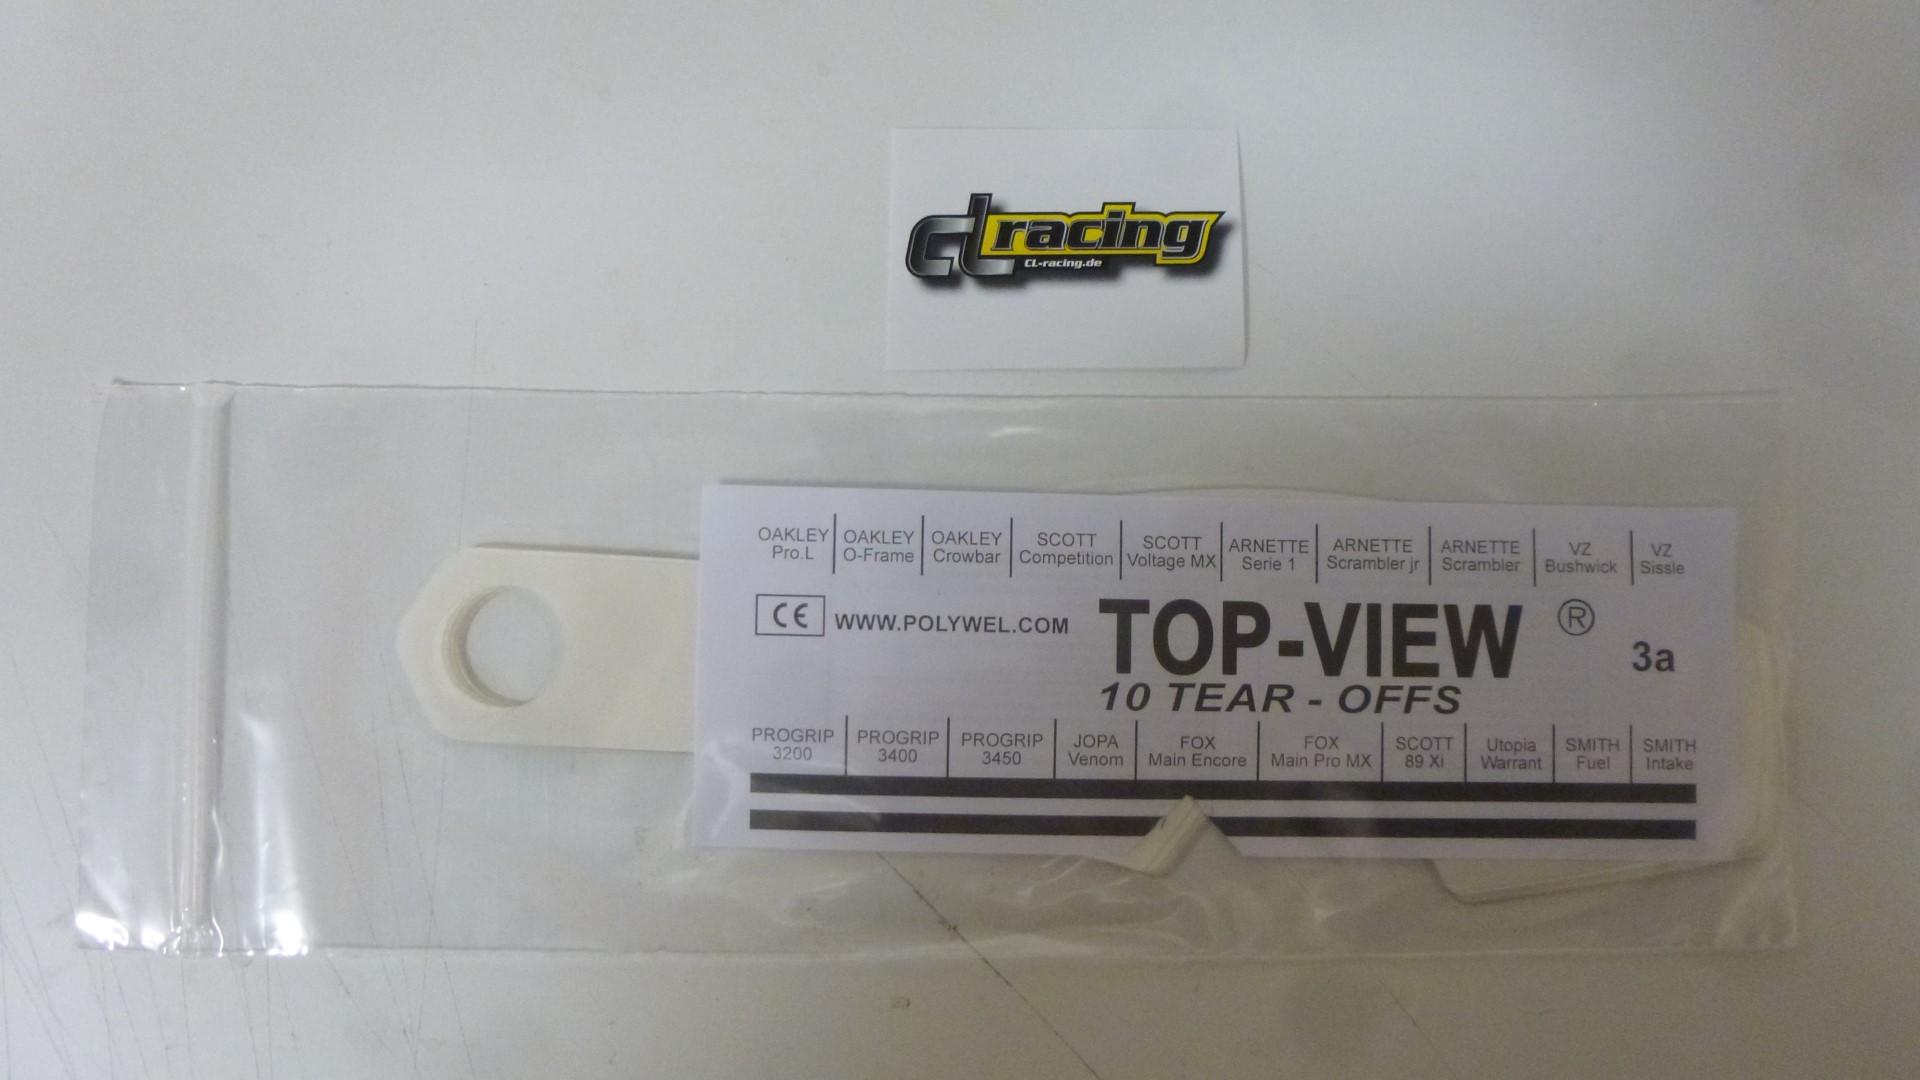 cl racing
CL-racing.de
OAKLEY Pro.L
OAKLEY O-Frame
OAKLEY Crowbar
SCOTT Competition
SCOTT Voltage MX
ARNETTE Serie 1
ARNETTE Scrambler jr
ARNETTE Scrambler
VZ Bushwick
VZ Sissle
CE WWW.POLYWEL.COM
TOP-VIEW ®
3a
10 TEAR - OFFS
PROGRIP 3200
PROGRIP 3400
PROGRIP 3450
JOPA Venom
FOX Main Encore
FOX Main Pro MX
SCOTT 89 Xi
Utopia Warrant
SMITH Fuel
SMITH Intake